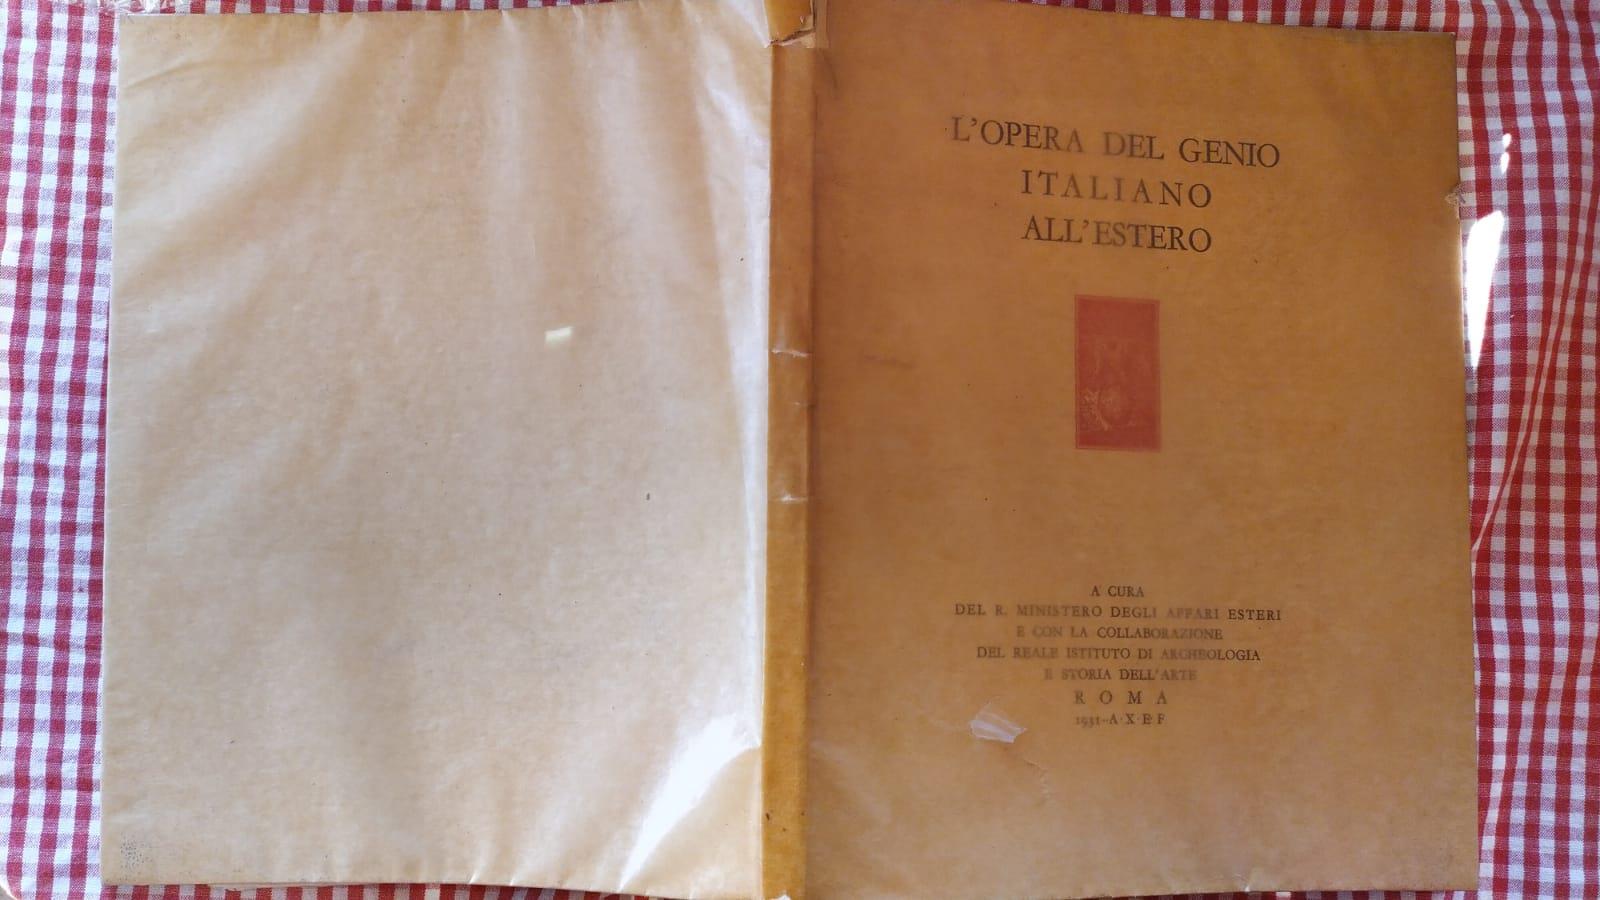 L'OPERA DEL GENIO
ITALIANO
ALL'ESTERO
A CURA
DEL R. MINISTERO DEGLI AFFARI ESTERI
E CON LA COLLABORAZIONE
DEL REALE ISTITUTO DI ARCHEOLOGIA
E STORIA DELL'ARTE
ROMA
1931-A·X·E·F